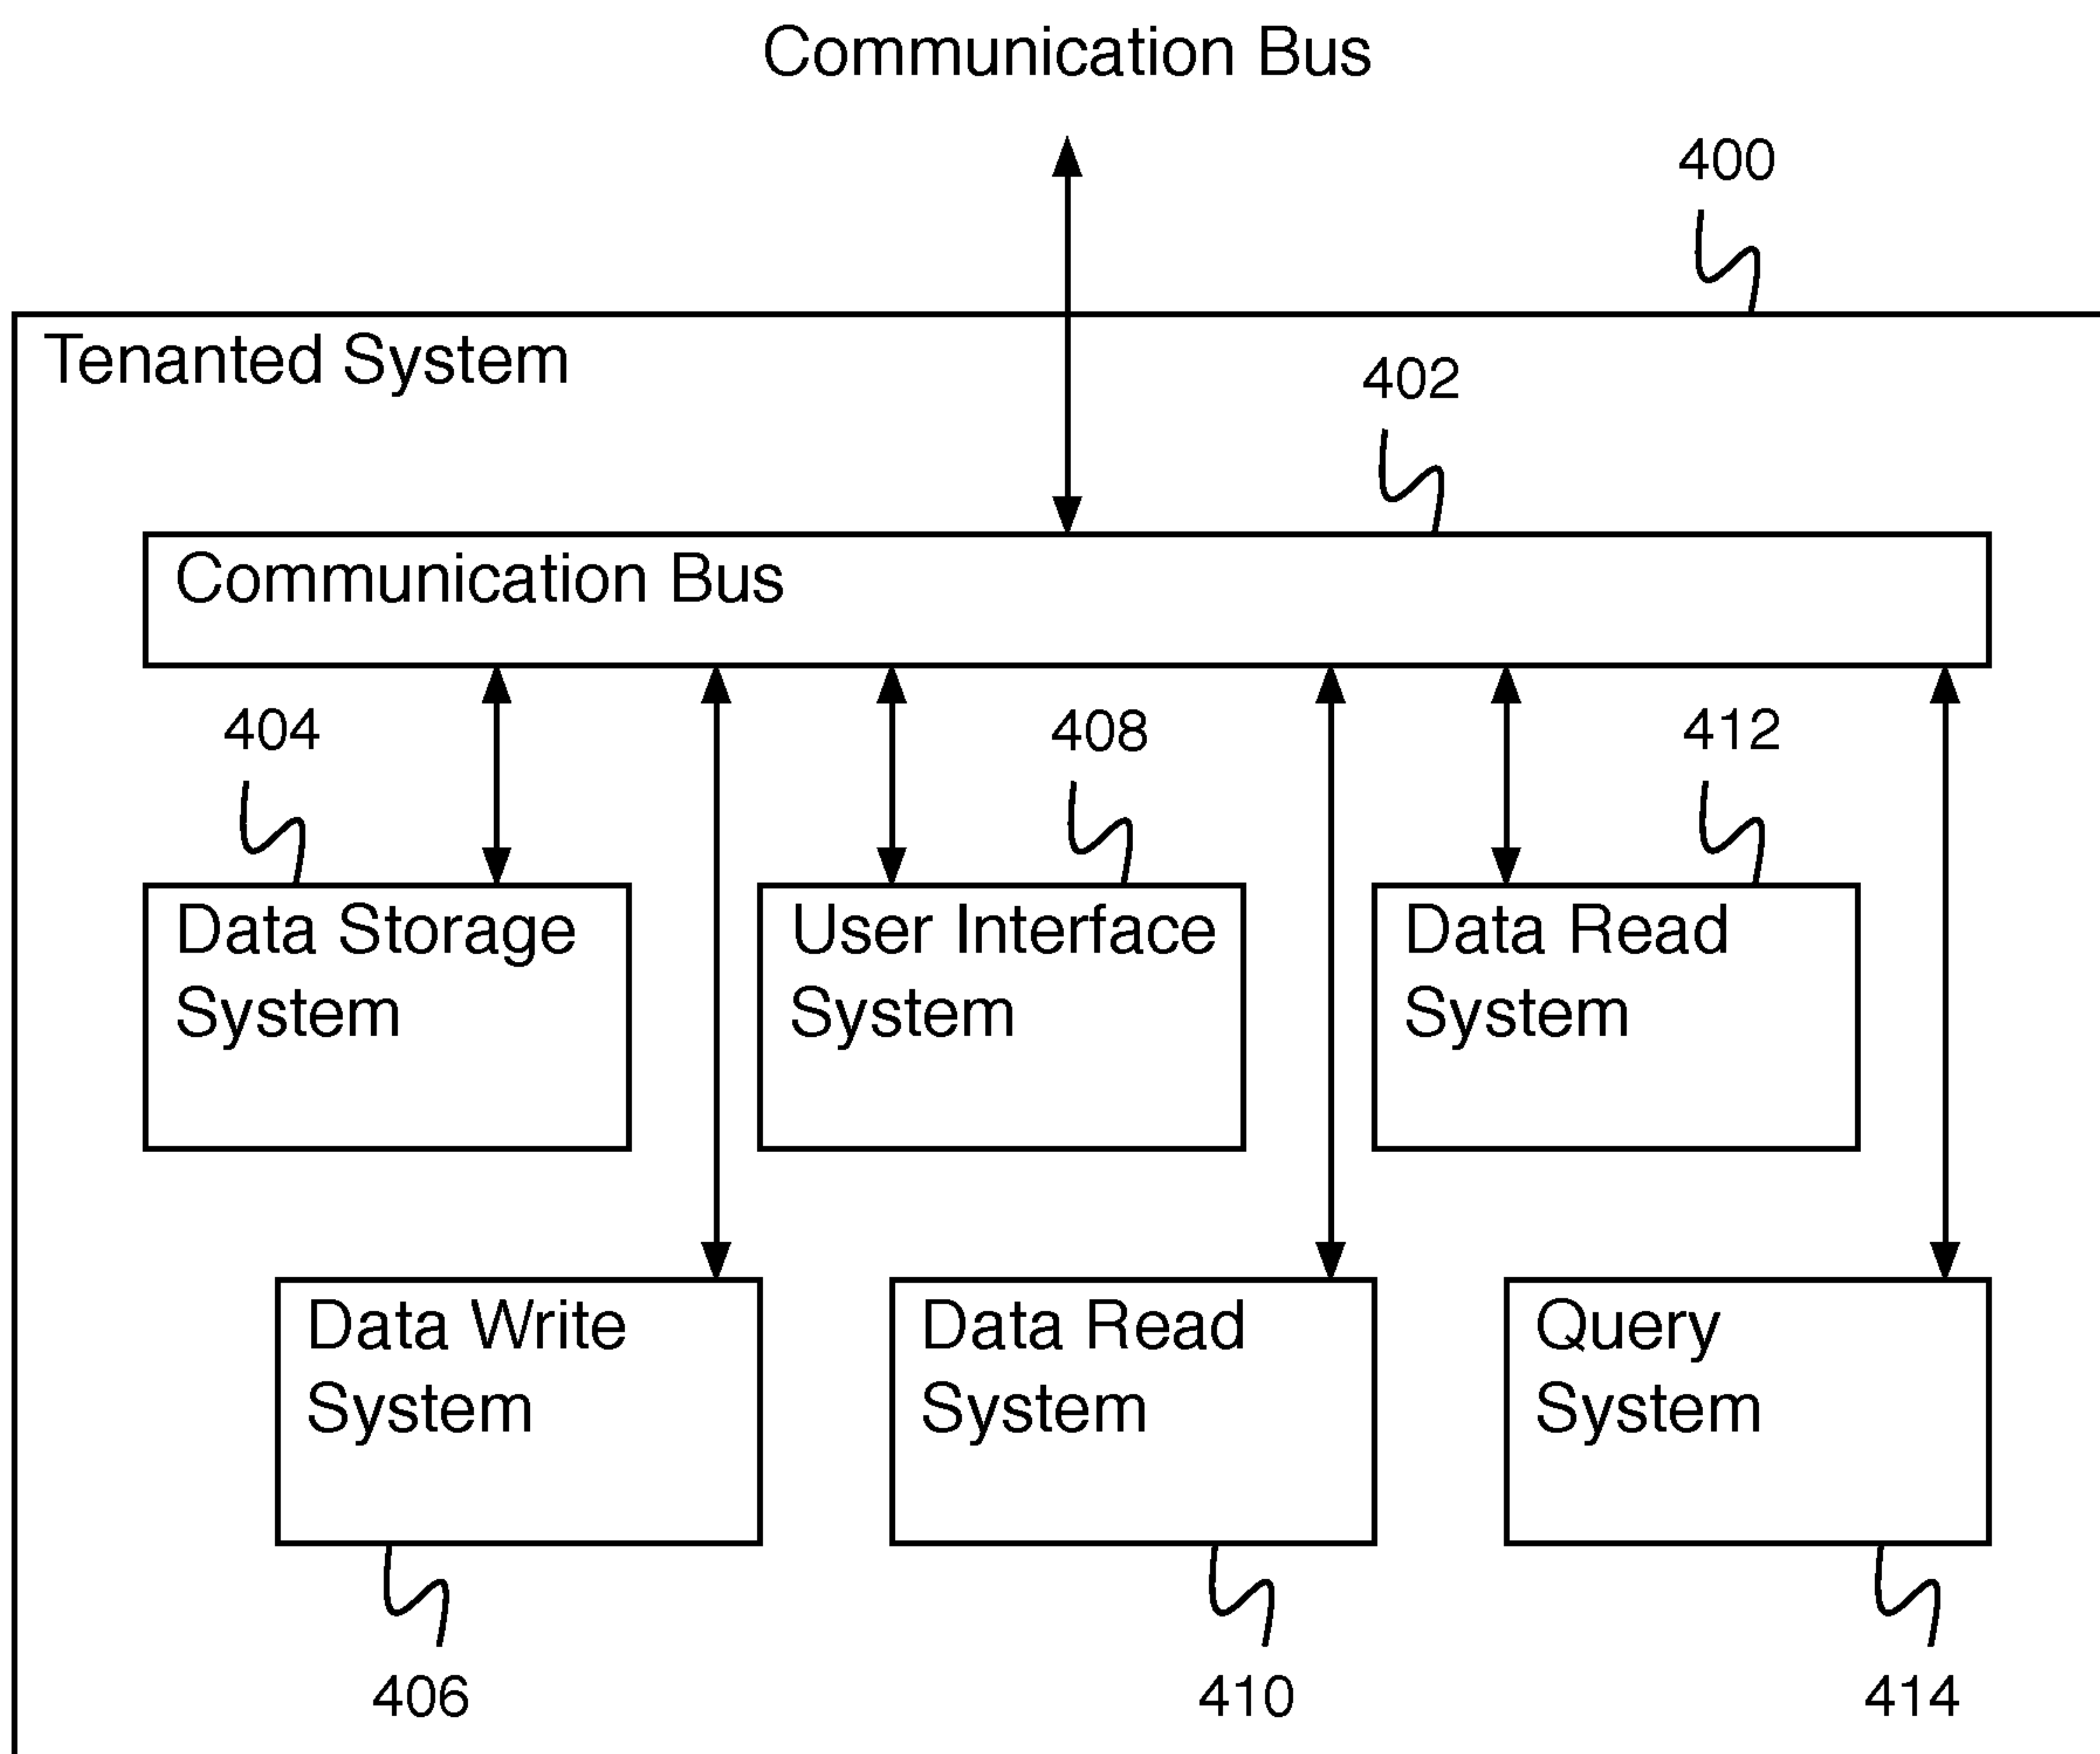 Communication Bus
400
Tenanted System
402
Communication Bus
404
408
412
Data Storage
System
User Interface
System
Data Read
System
Data Write
System
Data Read
System
Query
System
406
410
414